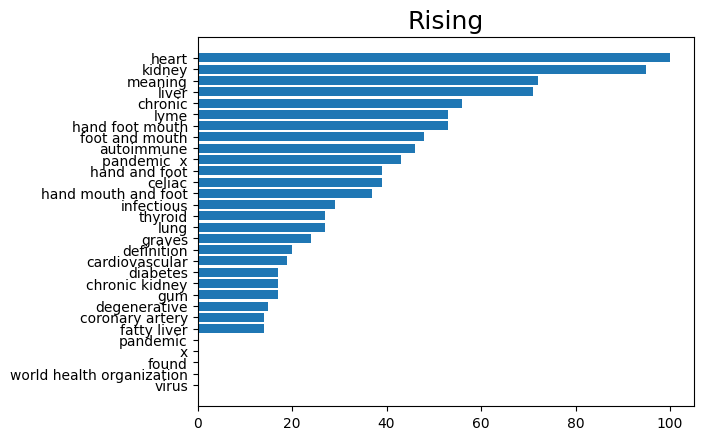 Rising
heart
kidney
meaning
liver
chronic
lyme
hand foot mouth
foot and mouth
autoimmune
pandemic  x
hand and foot
celiac
hand mouth and foot
infectious
thyroid
lung
graves
definition
cardiovascular
diabetes
chronic kidney
gum
degenerative
coronary artery
fatty liver
pandemic
x
found
world health organization
virus
0 20 40 60 80 100